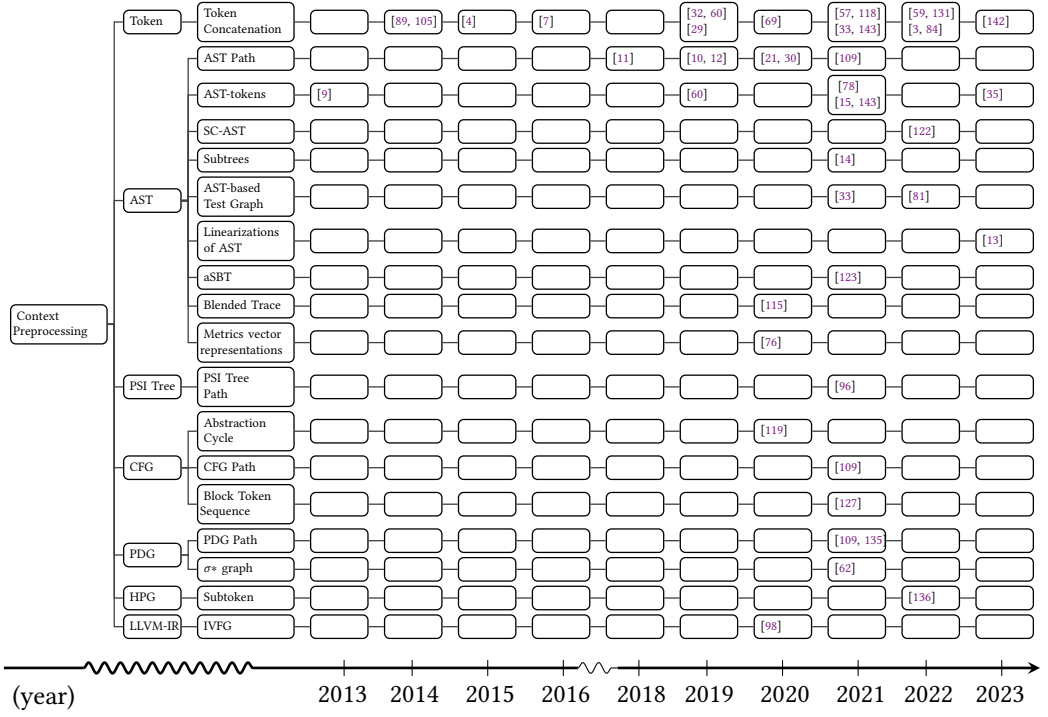 Token
Token
Concatenation
[89, 105]
[4]
[7]
[32, 60]
[29]
[69]
[57, 118]
[33, 143]
[59, 131]
[3, 84]
[142]
AST Path
[11]
[10, 12]
[21, 30]
[109]
AST-tokens
[9]
[60]
[78]
[15, 143]
[35]
SC-AST
[122]
Subtrees
[14]
AST
AST-based
Test Graph
[33]
[81]
Linearizations
of AST
[13]
aSBT
[123]
Blended Trace
[115]
Context
Preprocessing
Metrics vector
representations
[76]
PSI Tree
PSI Tree
Path
[96]
Abstraction
Cycle
[119]
CFG
CFG Path
[109]
Block Token
Sequence
[127]
PDG
PDG Path
[109, 135]
σ* graph
[62]
HPG
Subtoken
[136]
LLVM-IR
IVFG
[98]
(year)
2013
2014
2015
2016
2018
2019
2020
2021
2022
2023